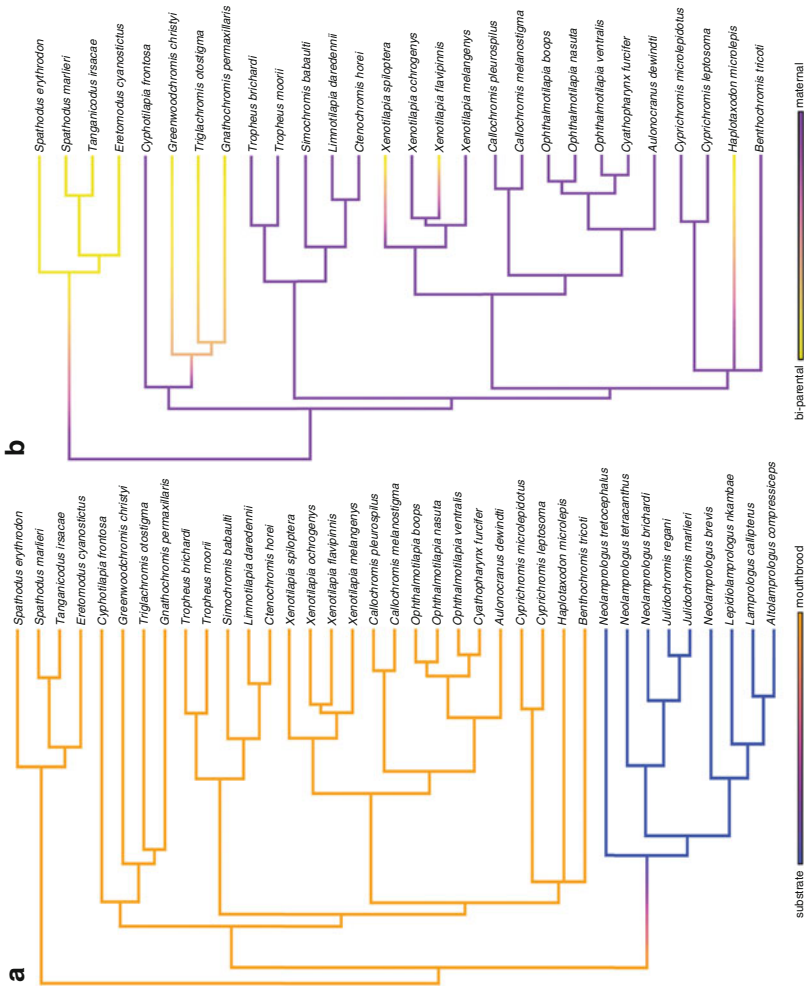 a
Spathodus erythrodon
Spathodus marlieri
Tanganicodus irsacae
Eretomodus cyanostictus
Cyphotilapia frontosa
Greenwoodchromis christyi
Triglachromis otostigma
Gnathochromis permaxillaris
Tropheus brichardi
Tropheus moorii
Simochromis babaulti
Limnotilapia daredennii
Ctenochromis horei
Xenotilapia spiloptera
Xenotilapia ochrogenys
Xenotilapia flavipinnis
Xenotilapia melangenys
Callochromis pleurospilus
Callochromis melanostigma
Ophthalmotilapia boops
Ophthalmotilapia nasuta
Ophthalmotilapia ventralis
Cyathopharynx furcifer
Aulonocranus dewindti
Cyprichromis microlepidotus
Cyprichromis leptosoma
Haplotaxodon microlepis
Benthochromis tricoti
Neolamprologus tretocephalus
Neolamprologus tetracanthus
Neolamprologus brichardi
Julidochromis regani
Julidochromis marlieri
Neolamprologus brevis
Lepidiolamprologus nkambae
Lamprologus callipterus
Altolamprologus compressiceps
substrate
mouthbrood
b
Spathodus erythrodon
Spathodus marlieri
Tanganicodus irsacae
Eretomodus cyanostictus
Cyphotilapia frontosa
Greenwoodchromis christyi
Triglachromis otostigma
Gnathochromis permaxillaris
Tropheus brichardi
Tropheus moorii
Simochromis babaulti
Limnotilapia daredennii
Ctenochromis horei
Xenotilapia spiloptera
Xenotilapia ochrogenys
Xenotilapia flavipinnis
Xenotilapia melangenys
Callochromis pleurospilus
Callochromis melanostigma
Ophthalmotilapia boops
Ophthalmotilapia nasuta
Ophthalmotilapia ventralis
Cyathopharynx furcifer
Aulonocranus dewindti
Cyprichromis microlepidotus
Cyprichromis leptosoma
Haplotaxodon microlepis
Benthochromis tricoti
bi-parental
maternal